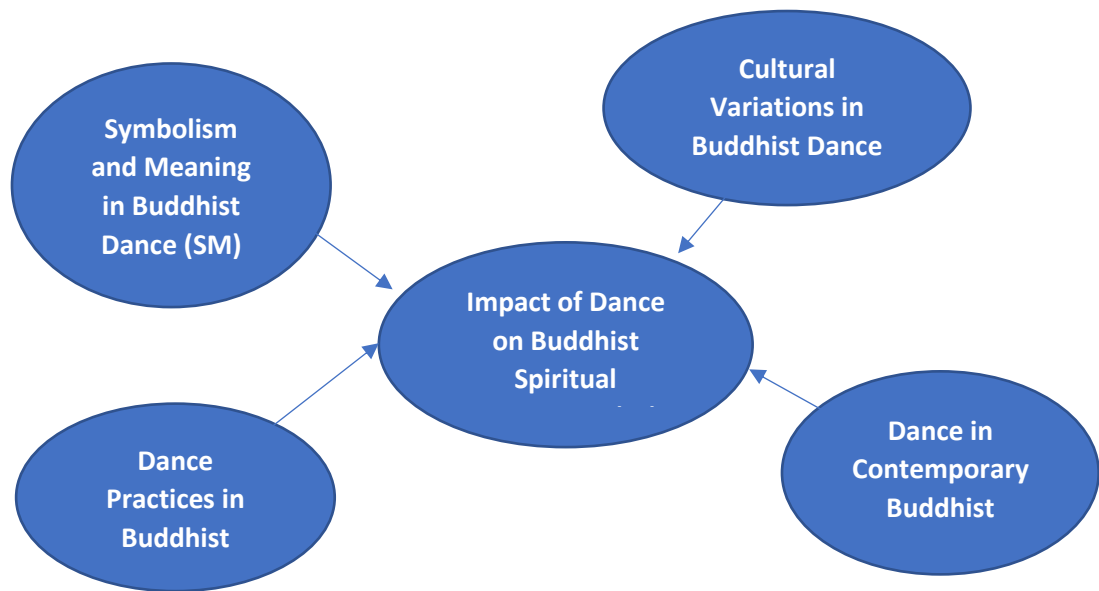 Symbolism
and Meaning
in Buddhist
Dance (SM)
Cultural
Variations in
Buddhist Dance
Impact of Dance
on Buddhist
Spiritual
Dance
Practices in
Buddhist
Dance in
Contemporary
Buddhist